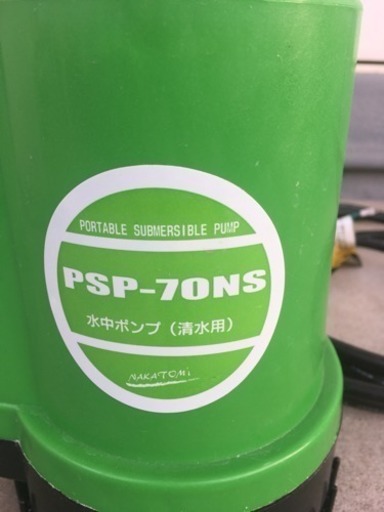 PORTABLE SUBMERSIBLE PUMP
PSP-70NS
水中ポンプ（清水用）
NAKATOMI